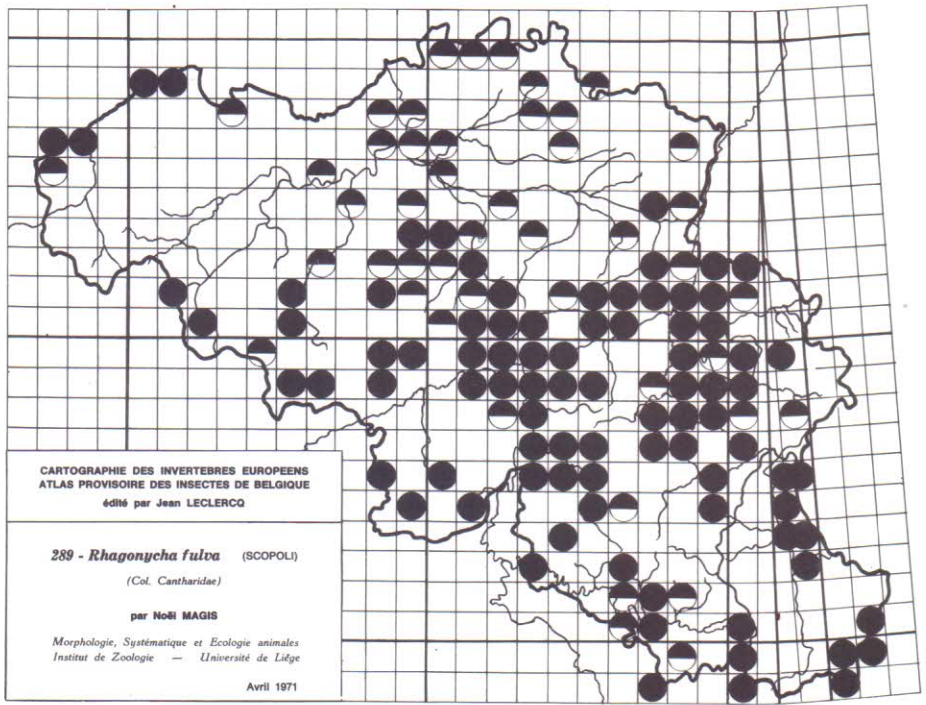 CARTOGRAPHIE DES INVERTEBRES EUROPEENS
ATLAS PROVISOIRE DES INSECTES DE BELGIQUE
édité par Jean LECLERCQ
289 - Rhagonycha fulva (SCOPOLI)
(Col. Cantharidae)
par Noël MAGIS
Morphologie, Systématique et Ecologie animales
Institut de Zoologie — Université de Liège
Avril 1971